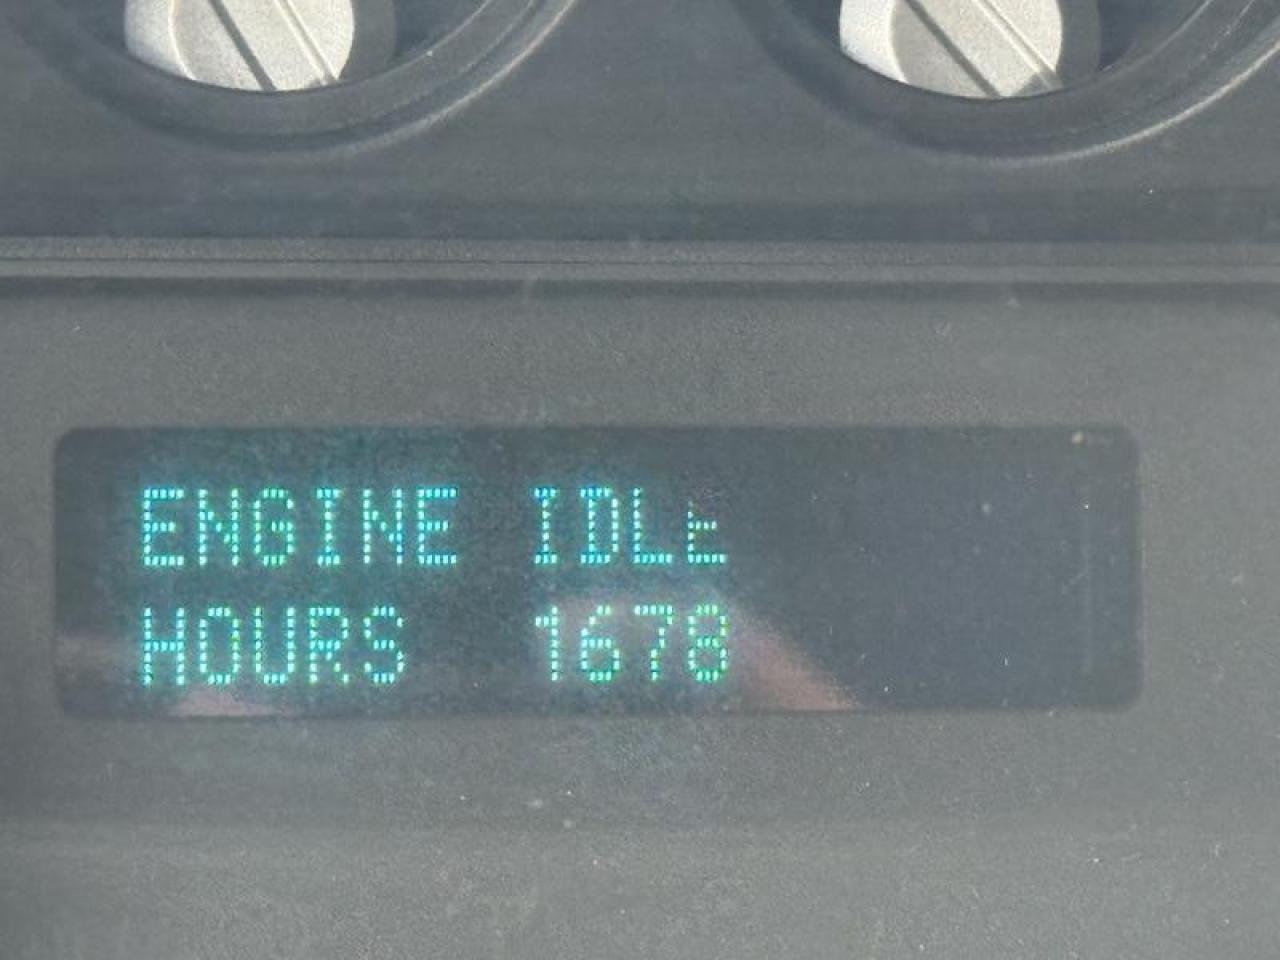 ENGINE IDLE
HOURS 1678